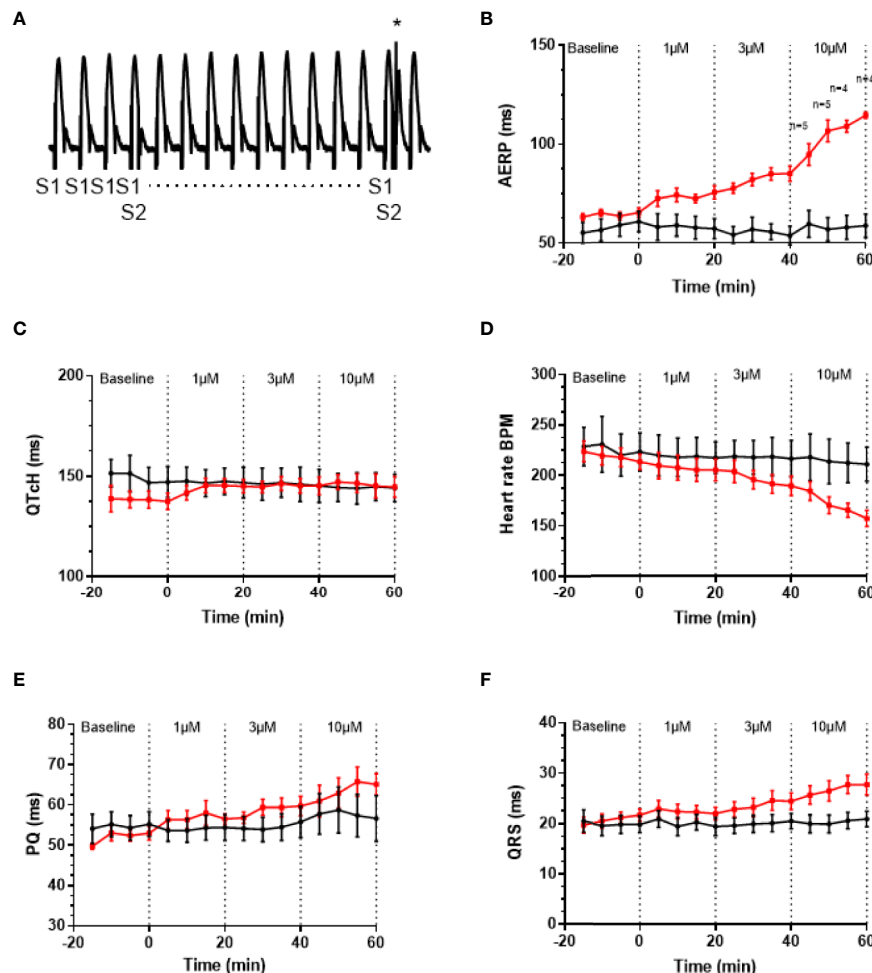 A
*
S1 S1S1S1 S1
S2 S2
B
150
100
50
AERP (ms)
Baseline 1µM 3µM 10µM
n=5
n=5
n=4
n=4
-20 0 20 40 60
Time (min)
C
200
150
100
QTcH (ms)
Baseline 1µM 3µM 10µM
-20 0 20 40 60
Time (min)
D
300
250
200
150
100
Heart rate BPM
Baseline 1µM 3µM 10µM
-20 0 20 40 60
Time (min)
E
80
70
60
50
40
30
PQ (ms)
Baseline 1µM 3µM 10µM
-20 0 20 40 60
Time (min)
F
40
30
20
10
0
QRS (ms)
Baseline 1µM 3µM 10µM
-20 0 20 40 60
Time (min)